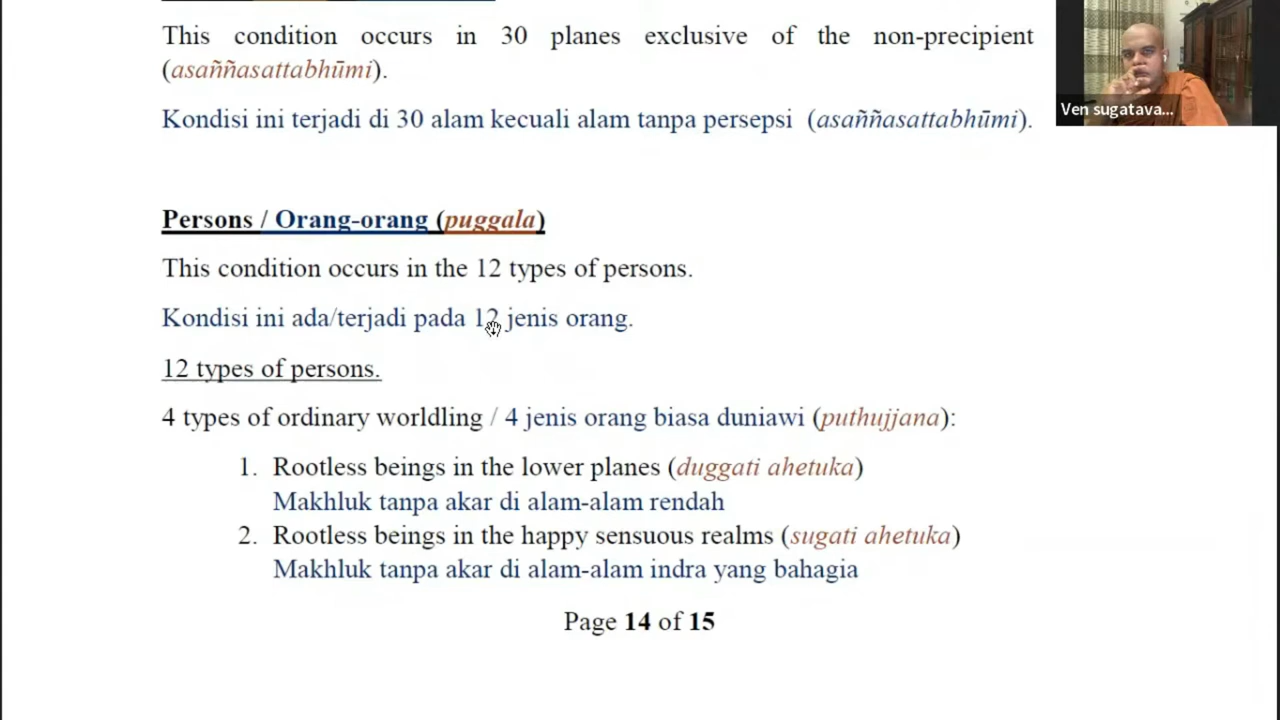 This condition occurs in 30 planes exclusive of the non-precipient
(asaññasattabhūmi).
Kondisi ini terjadi di 30 alam kecuali alam tanpa persepsi (asaññasattabhūmi).
Ven sugatava...
Persons / Orang-orang (puggala)
This condition occurs in the 12 types of persons.
Kondisi ini ada/terjadi pada 12 jenis orang.
12 types of persons.
4 types of ordinary worldling / 4 jenis orang biasa duniawi (puthujjana):
1. Rootless beings in the lower planes (duggati ahetuka)
Makhluk tanpa akar di alam-alam rendah
2. Rootless beings in the happy sensuous realms (sugati ahetuka)
Makhluk tanpa akar di alam-alam indra yang bahagia
Page 14 of 15